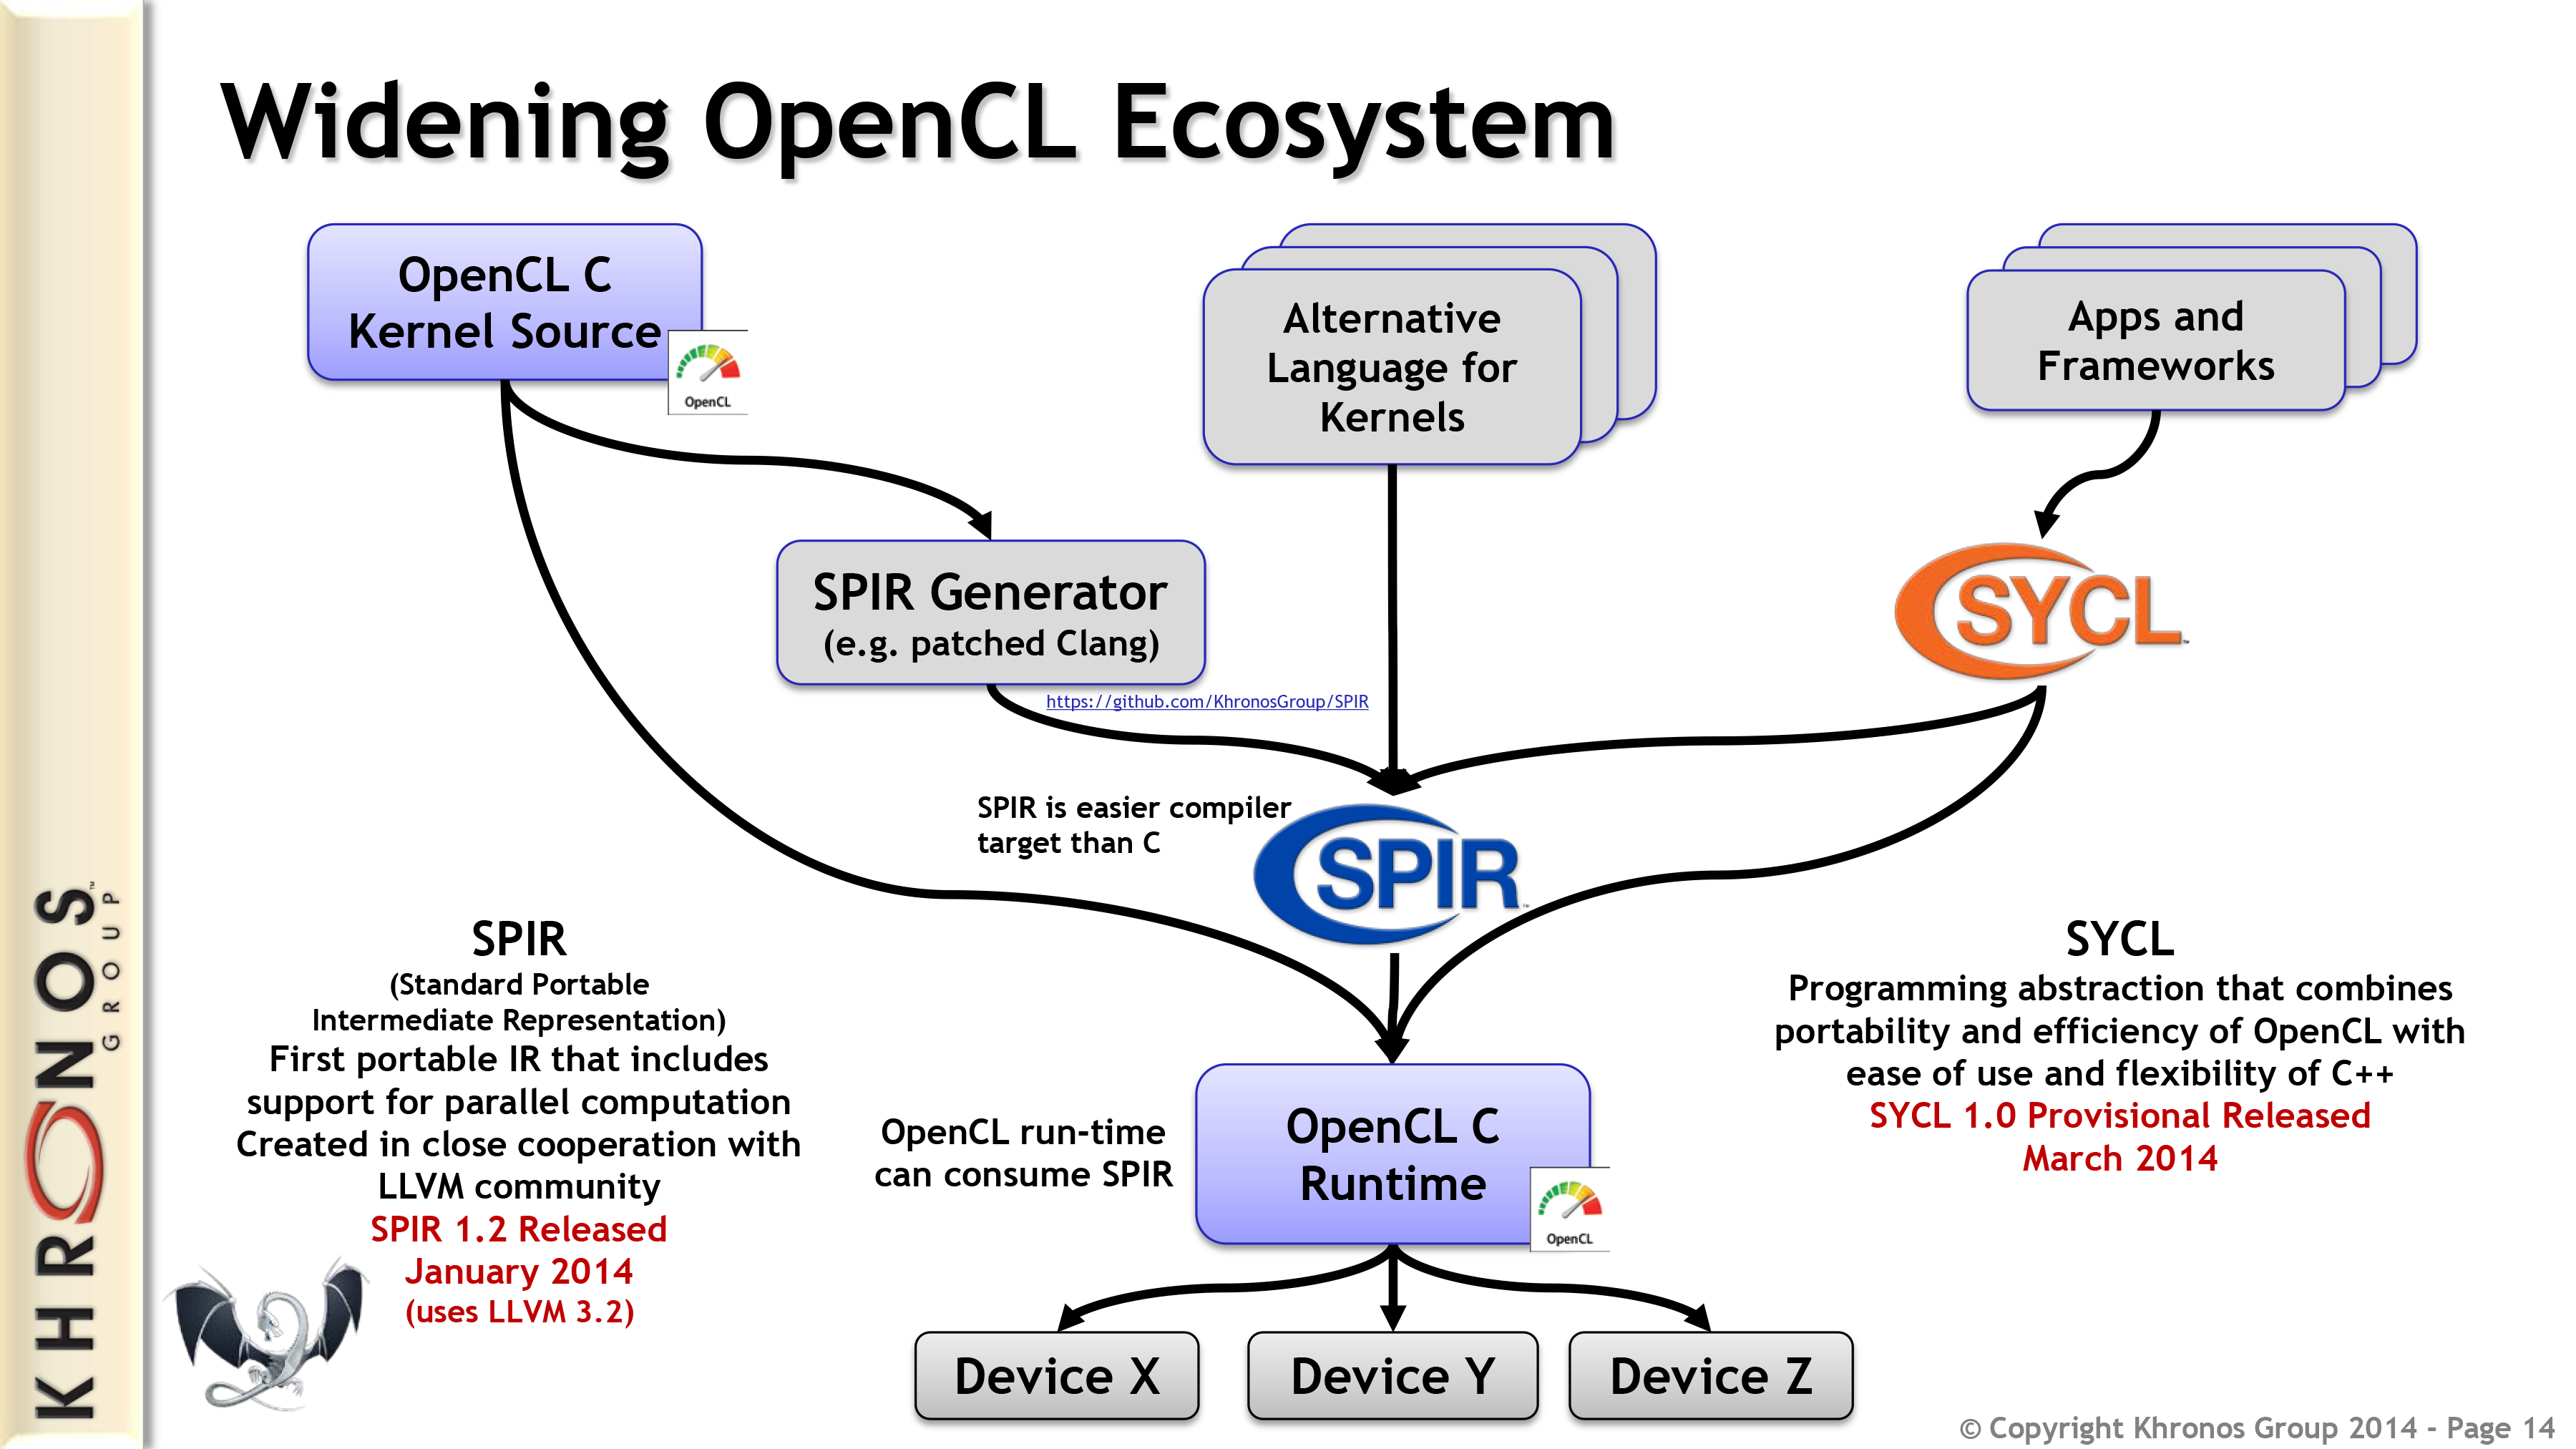 Widening OpenCL Ecosystem
OpenCL C
Kernel Source
OpenCL
Alternative
Language for
Kernels
Apps and
Frameworks
SPIR Generator
(e.g. patched Clang)
https://github.com/KhronosGroup/SPIR
SYCL™
SPIR is easier compiler
target than C
SPIR™
SPIR
(Standard Portable
Intermediate Representation)
First portable IR that includes
support for parallel computation
Created in close cooperation with
LLVM community
SPIR 1.2 Released
January 2014
(uses LLVM 3.2)
OpenCL run-time
can consume SPIR
OpenCL C
Runtime
OpenCL
SYCL
Programming abstraction that combines
portability and efficiency of OpenCL with
ease of use and flexibility of C++
SYCL 1.0 Provisional Released
March 2014
Device X
Device Y
Device Z
KHRONOS™
GROUP
© Copyright Khronos Group 2014 - Page 14